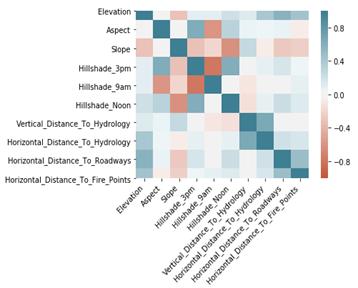 Elevation
Aspect
Slope
Hillshade_3pm
Hillshade_9am
Hillshade_Noon
Vertical_Distance_To_Hydrology
Horizontal_Distance_To_Hydrology
Horizontal_Distance_To_Roadways
Horizontal_Distance_To_Fire_Points
Elevation
Aspect
Slope
Hillshade_3pm
Hillshade_9am
Hillshade_Noon
Vertical_Distance_To_Hydrology
Horizontal_Distance_To_Hydrology
Horizontal_Distance_To_Roadways
Horizontal_Distance_To_Fire_Points
0.8
0.4
0.0
−0.4
−0.8